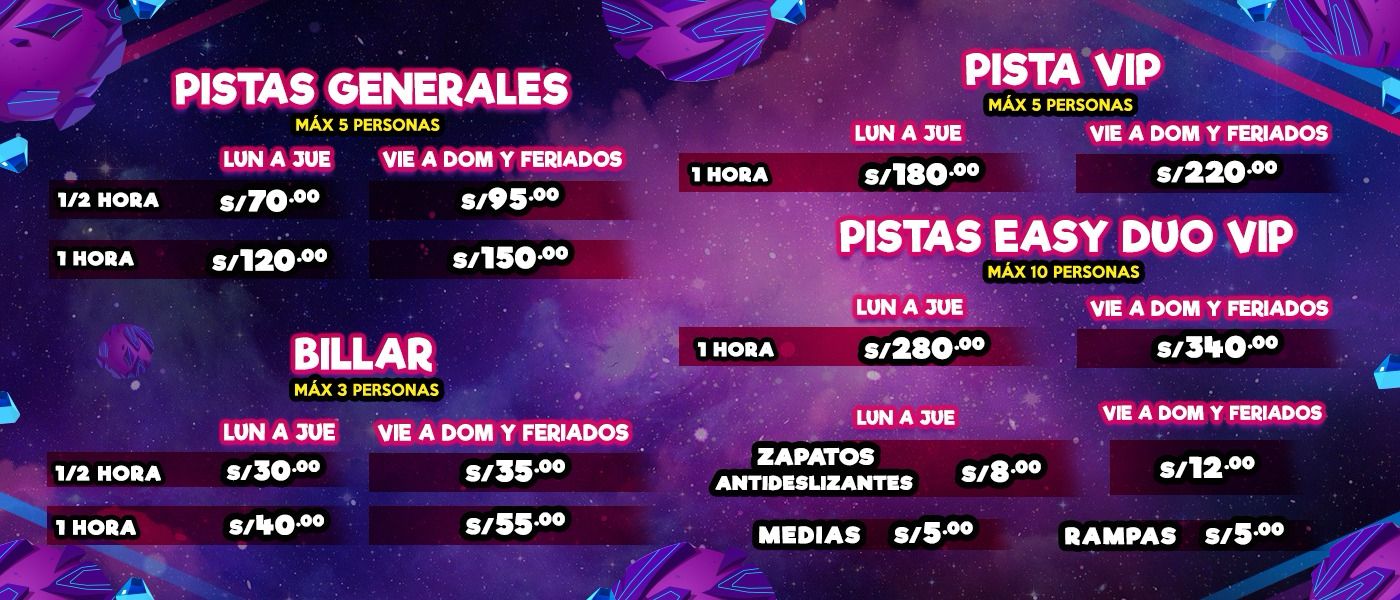 PISTAS GENERALES
MÁX 5 PERSONAS
LUN A JUE VIE A DOM Y FERIADOS
1/2 HORA S/70.00 S/95.00
1 HORA S/120.00 S/150.00
BILLAR
MÁX 3 PERSONAS
LUN A JUE VIE A DOM Y FERIADOS
1/2 HORA S/30.00 S/35.00
1 HORA S/40.00 S/55.00
PISTA VIP
MÁX 5 PERSONAS
LUN A JUE VIE A DOM Y FERIADOS
1 HORA S/180.00 S/220.00
PISTAS EASY DUO VIP
MÁX 10 PERSONAS
LUN A JUE VIE A DOM Y FERIADOS
1 HORA S/280.00 S/340.00
LUN A JUE VIE A DOM Y FERIADOS
ZAPATOS
ANTIDESLIZANTES S/8.00 S/12.00
MEDIAS S/5.00 RAMPAS S/5.00